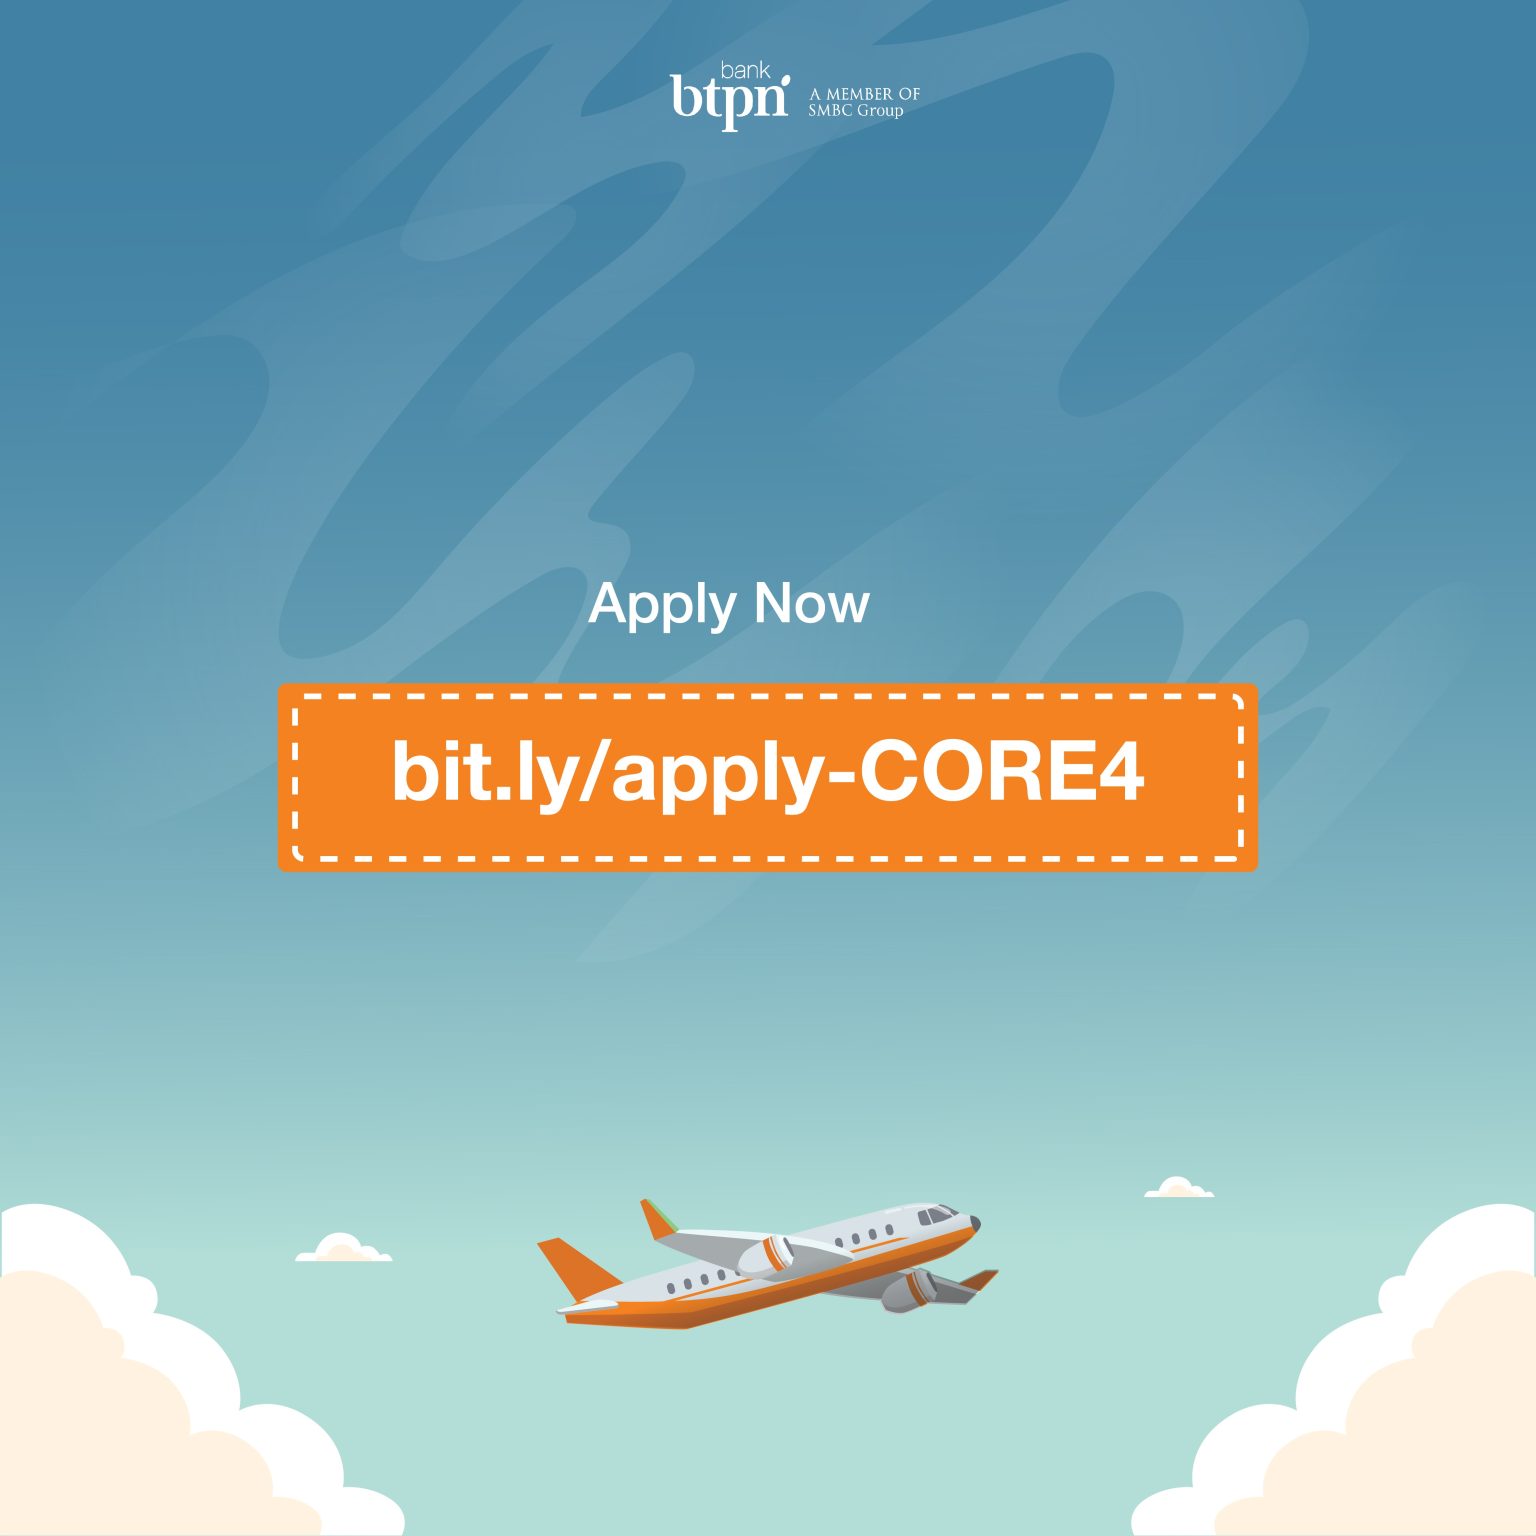 bank
btpn
A MEMBER OF
SMBC Group
Apply Now
bit.ly/apply-CORE4